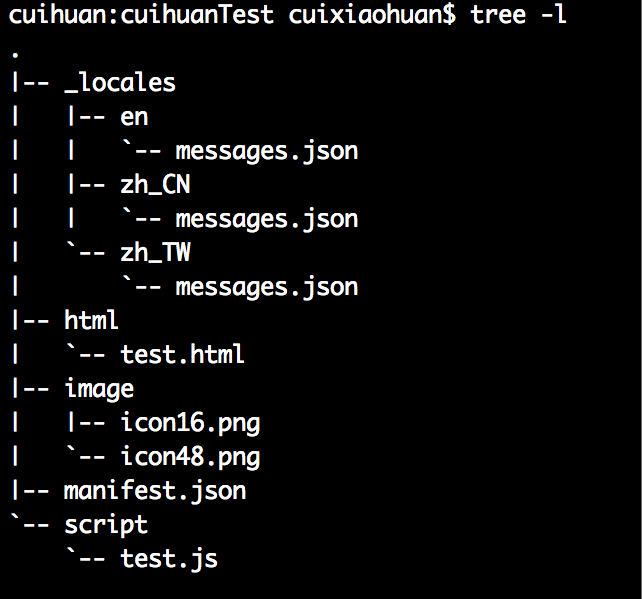 cuihuan:cuihuanTest cuixiaohuan$ tree -l
.
|-- _locales
|   |-- en
|   |   `-- messages.json
|   |-- zh_CN
|   |   `-- messages.json
|   `-- zh_TW
|       `-- messages.json
|-- html
|   `-- test.html
|-- image
|   |-- icon16.png
|   `-- icon48.png
|-- manifest.json
`-- script
    `-- test.js